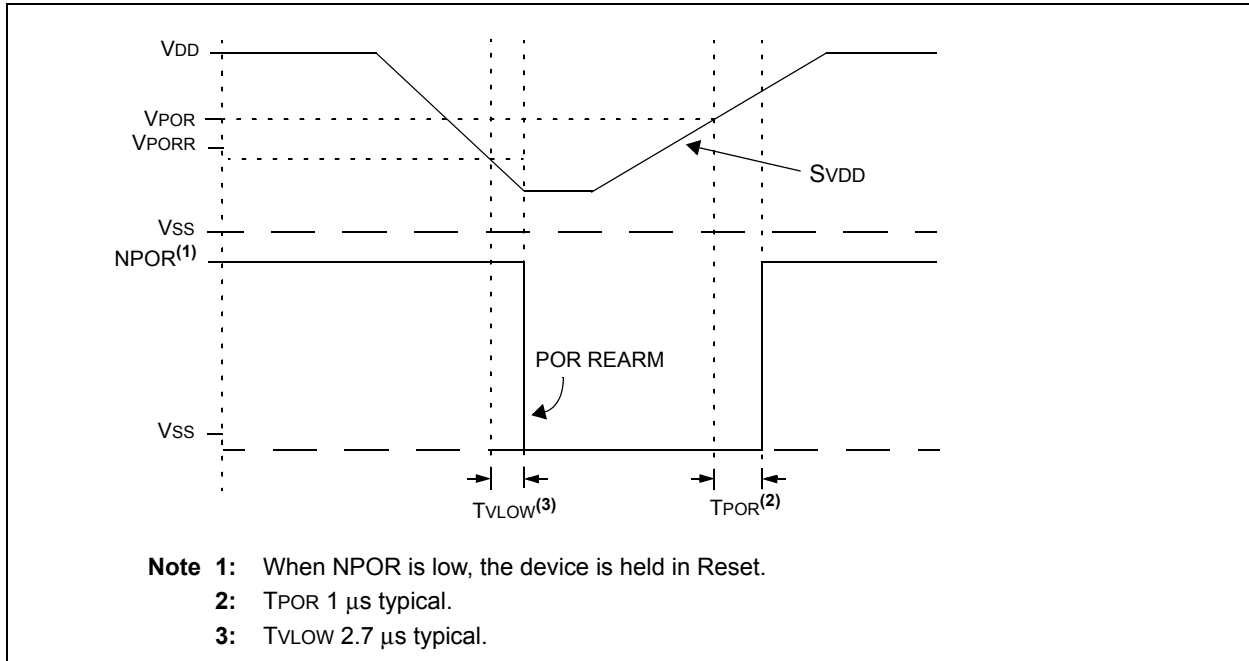 VDD
VPOR
VPORR
SVDD
VSS
NPOR(1)
POR REARM
VSS
TVLOW(3)
TPOR(2)
Note 1: When NPOR is low, the device is held in Reset.
2: TPOR 1 μs typical.
3: TVLOW 2.7 μs typical.